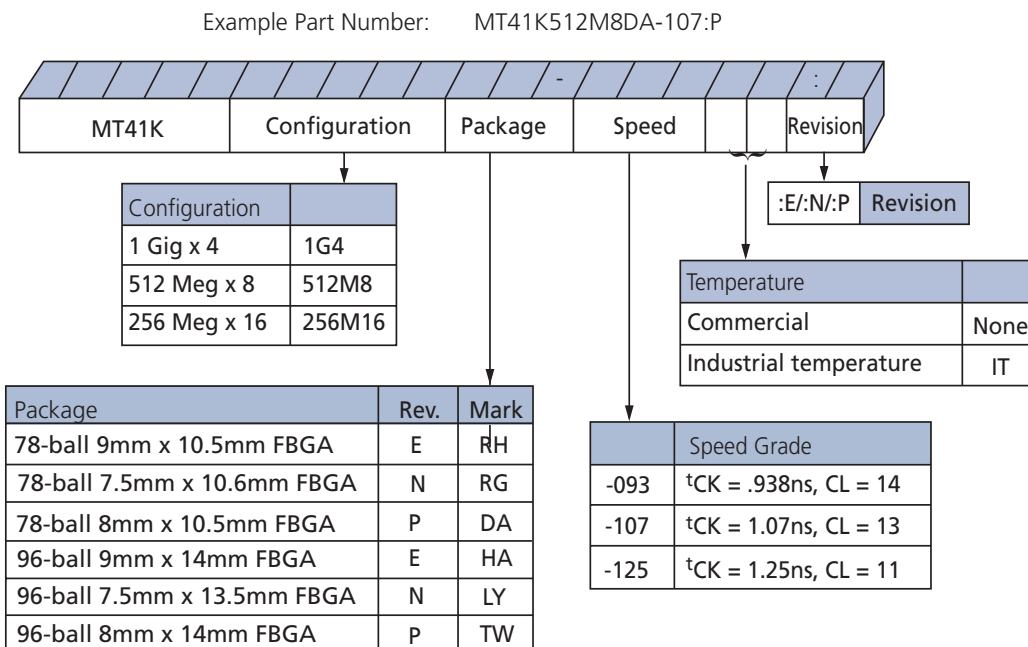 Example Part Number: MT41K512M8DA-107:P
- :
MT41K Configuration Package Speed Revision
:E/:N/:P Revision
Configuration
1 Gig x 4 1G4
512 Meg x 8 512M8
256 Meg x 16 256M16
Temperature
Commercial None
Industrial temperature IT
Package Rev. Mark
78-ball 9mm x 10.5mm FBGA E RH
78-ball 7.5mm x 10.6mm FBGA N RG
78-ball 8mm x 10.5mm FBGA P DA
96-ball 9mm x 14mm FBGA E HA
96-ball 7.5mm x 13.5mm FBGA N LY
96-ball 8mm x 14mm FBGA P TW
Speed Grade
-093 tCK = .938ns, CL = 14
-107 tCK = 1.07ns, CL = 13
-125 tCK = 1.25ns, CL = 11